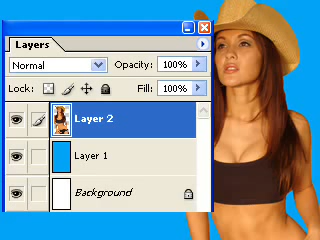 Layers
Normal Opacity: 100%
Lock: Fill: 100%
Layer 2
Layer 1
Background